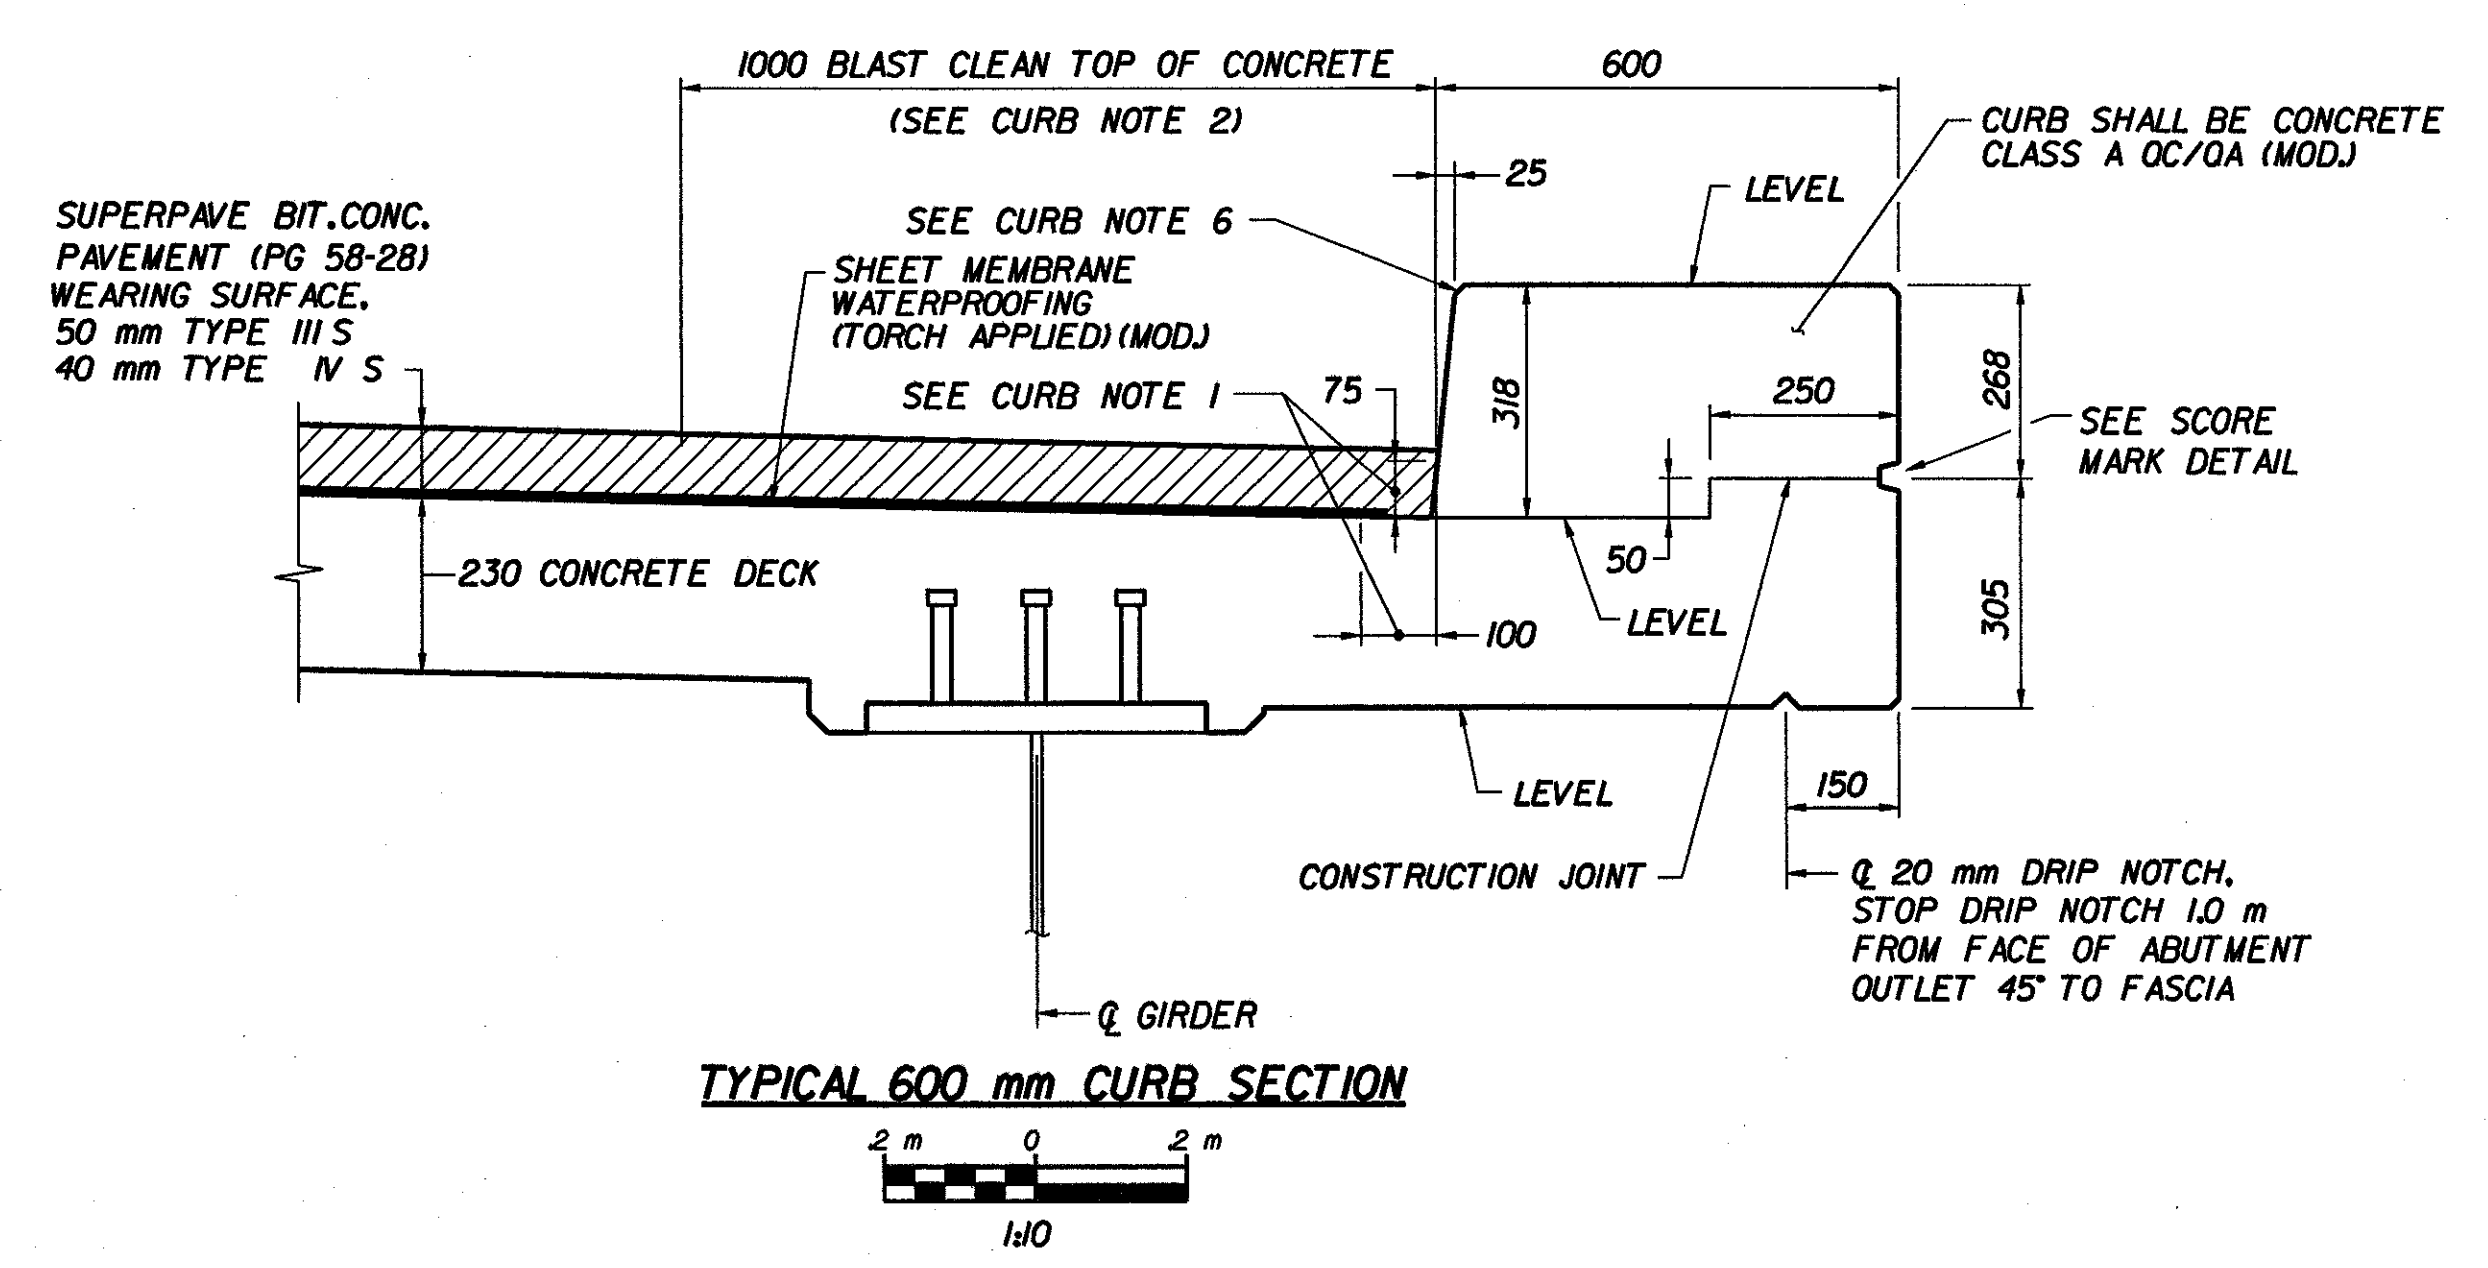 1000 BLAST CLEAN TOP OF CONCRETE
(SEE CURB NOTE 2)
600
CURB SHALL BE CONCRETE
CLASS A QC/QA (MOD.)
25
LEVEL
SEE CURB NOTE 6
SUPERPAVE BIT.CONC.
PAVEMENT (PG 58-28)
WEARING SURFACE.
50 mm TYPE III S
40 mm TYPE IV S
SHEET MEMBRANE
WATERPROOFING
(TORCH APPLIED)(MOD.)
SEE CURB NOTE 1
75
318
250
268
SEE SCORE
MARK DETAIL
50
230 CONCRETE DECK
305
LEVEL
100
LEVEL
150
CONSTRUCTION JOINT
℄ 20 mm DRIP NOTCH.
STOP DRIP NOTCH 1.0 m
FROM FACE OF ABUTMENT
OUTLET 45° TO FASCIA
℄ GIRDER
TYPICAL 600 mm CURB SECTION
.2 m 0 .2 m
1:10